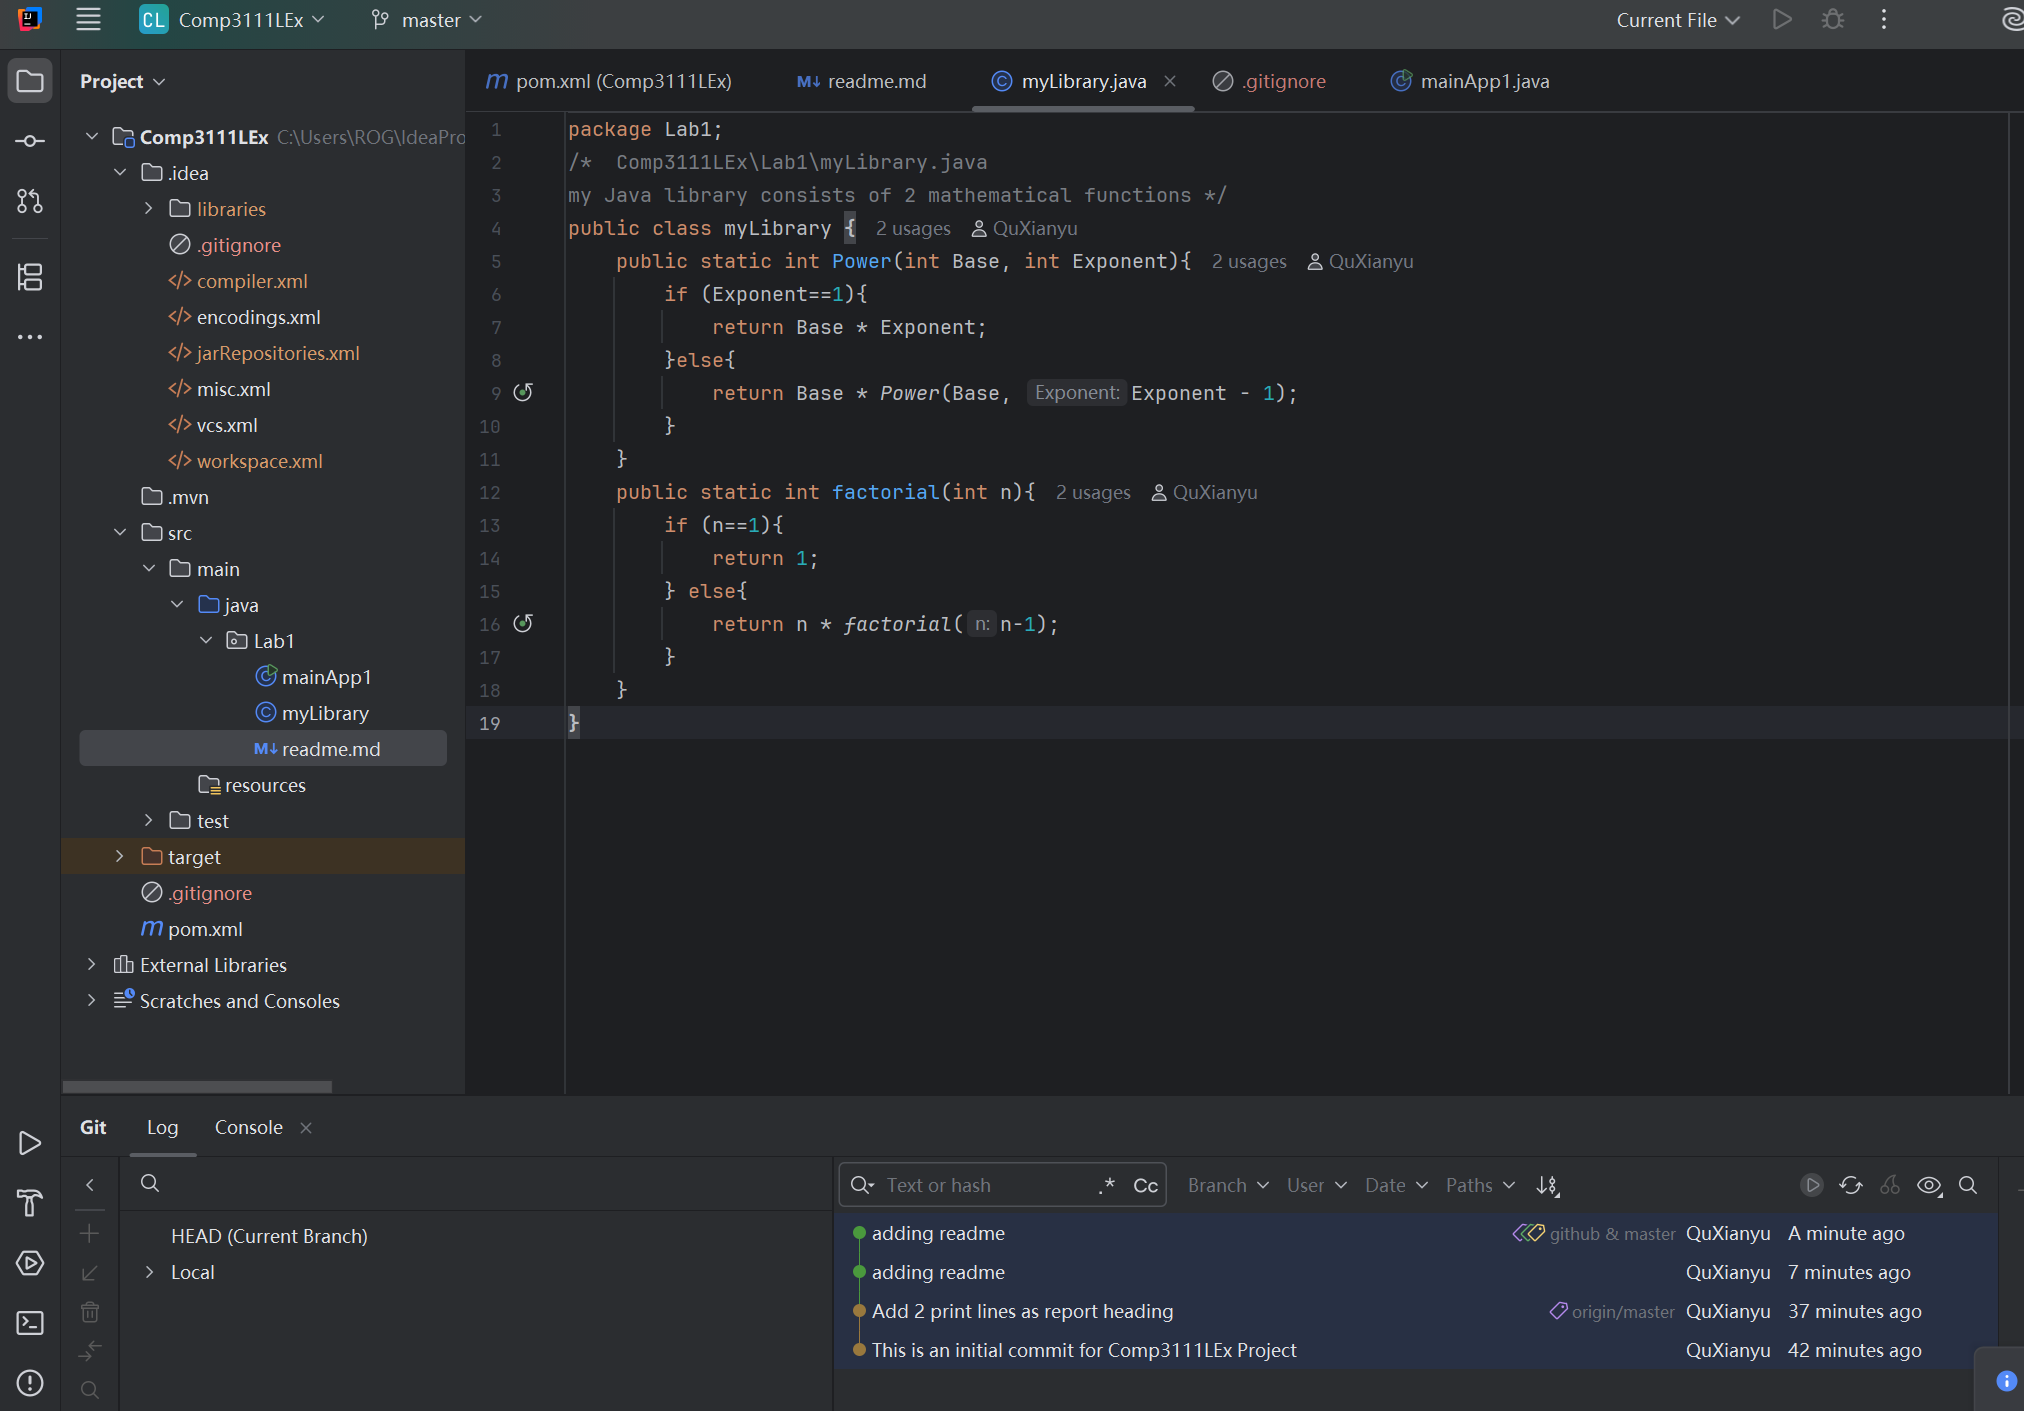 CL Comp3111LEx master Current File
Project
pom.xml (Comp3111LEx) readme.md myLibrary.java .gitignore mainApp1.java
Comp3111LEx C:\Users\ROG\IdeaPro
.idea
libraries
.gitignore
compiler.xml
encodings.xml
jarRepositories.xml
misc.xml
vcs.xml
workspace.xml
.mvn
src
main
java
Lab1
mainApp1
myLibrary
readme.md
resources
test
target
.gitignore
pom.xml
External Libraries
Scratches and Consoles
1 package Lab1;
2 /*  Comp3111LEx\Lab1\myLibrary.java
3 my Java library consists of 2 mathematical functions */
4 public class myLibrary { 2 usages QuXianyu
5 public static int Power(int Base, int Exponent){ 2 usages QuXianyu
6 if (Exponent==1){
7 return Base * Exponent;
8 }else{
9 return Base * Power(Base, Exponent: Exponent - 1);
10 }
11 }
12 public static int factorial(int n){ 2 usages QuXianyu
13 if (n==1){
14 return 1;
15 } else{
16 return n * factorial( n: n-1);
17 }
18 }
19 }
Git Log Console
HEAD (Current Branch)
Local
Text or hash .* Cc Branch User Date Paths
adding readme github & master QuXianyu A minute ago
adding readme QuXianyu 7 minutes ago
Add 2 print lines as report heading origin/master QuXianyu 37 minutes ago
This is an initial commit for Comp3111LEx Project QuXianyu 42 minutes ago